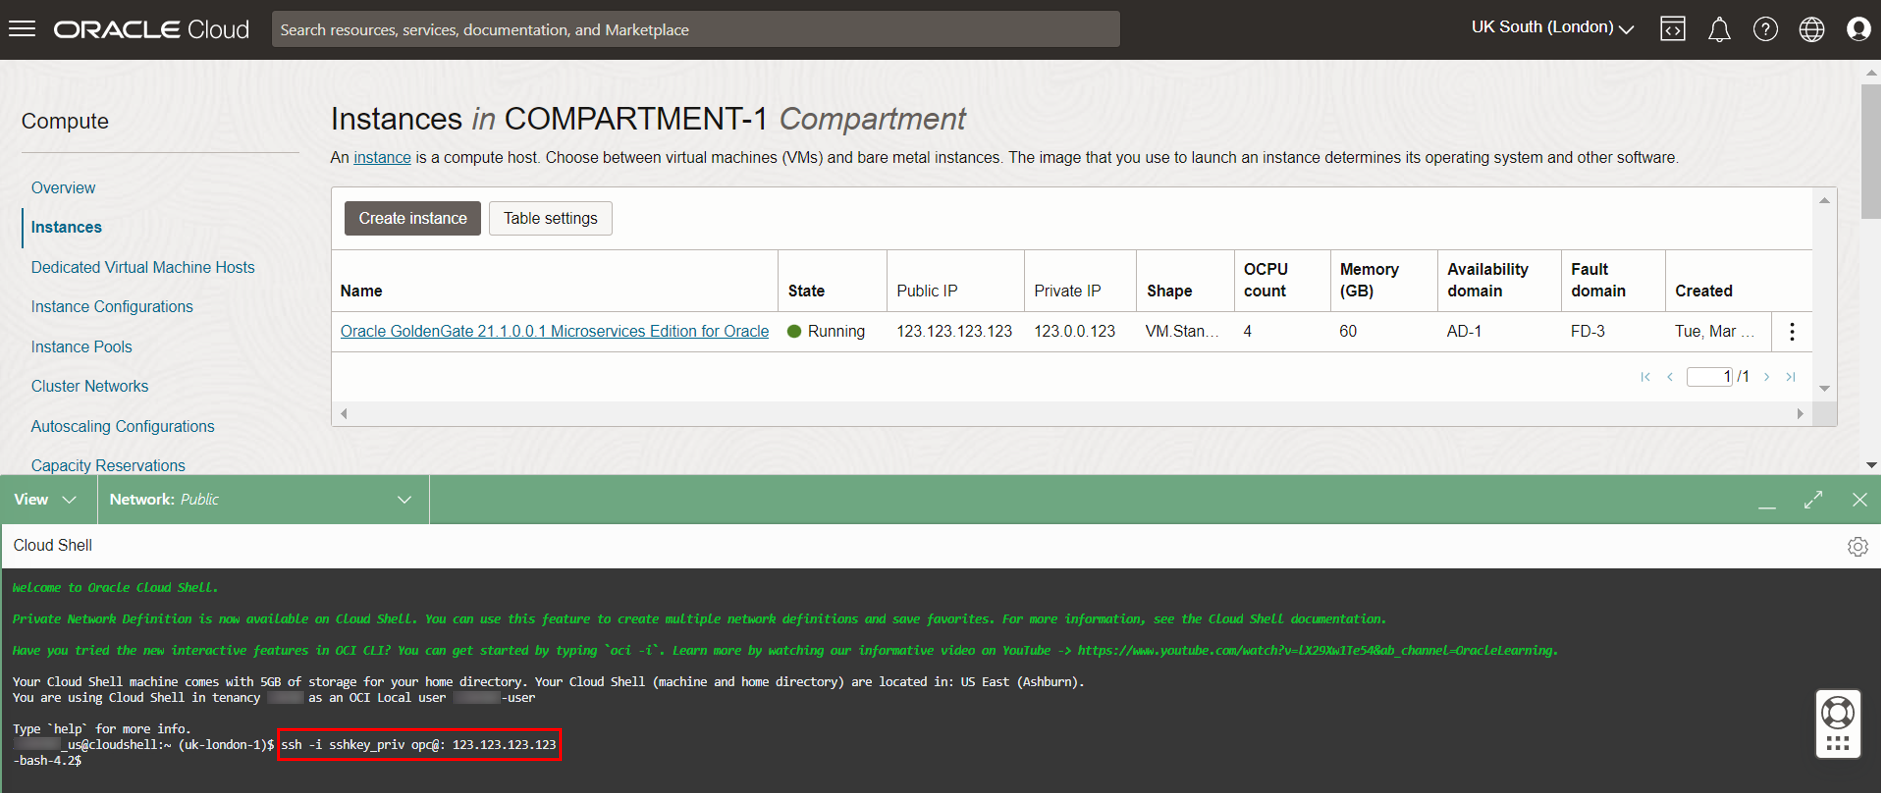 ORACLE Cloud
Search resources, services, documentation, and Marketplace
UK South (London)
Compute
Overview
Instances
Dedicated Virtual Machine Hosts
Instance Configurations
Instance Pools
Cluster Networks
Autoscaling Configurations
Capacity Reservations
Instances in COMPARTMENT-1 Compartment
An instance is a compute host. Choose between virtual machines (VMs) and bare metal instances. The image that you use to launch an instance determines its operating system and other software.
Create instance Table settings
Name State Public IP Private IP Shape OCPU count Memory (GB) Availability domain Fault domain Created
Oracle GoldenGate 21.1.0.0.1 Microservices Edition for Oracle Running 123.123.123.123 123.0.0.123 VM.Stan... 4 60 AD-1 FD-3 Tue, Mar ...
1 /1
View Network: Public
Cloud Shell
Welcome to Oracle Cloud Shell.
Private Network Definition is now available on Cloud Shell. You can use this feature to create multiple network definitions and save favorites. For more information, see the Cloud Shell documentation.
Have you tried the new interactive features in OCI CLI? You can get started by typing `oci -i`. Learn more by watching our informative video on YouTube -> https://www.youtube.com/watch?v=lX29Xw1Te54&ab_channel=OracleLearning.
Your Cloud Shell machine comes with 5GB of storage for your home directory. Your Cloud Shell (machine and home directory) are located in: US East (Ashburn).
You are using Cloud Shell in tenancy as an OCI Local user -user
Type `help` for more info.
_us@cloudshell:~ (uk-london-1)$ ssh -i sshkey_priv opc@: 123.123.123.123
-bash-4.2$